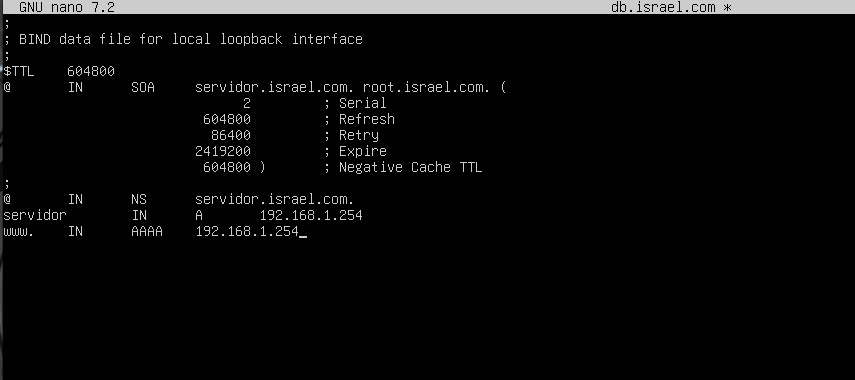 GNU nano 7.2 db.israel.com *
;
; BIND data file for local loopback interface
;
$TTL 604800
@ IN SOA servidor.israel.com. root.israel.com. (
2 ; Serial
604800 ; Refresh
86400 ; Retry
2419200 ; Expire
604800 ) ; Negative Cache TTL
;
@ IN NS servidor.israel.com.
servidor IN A 192.168.1.254
www. IN AAAA 192.168.1.254_